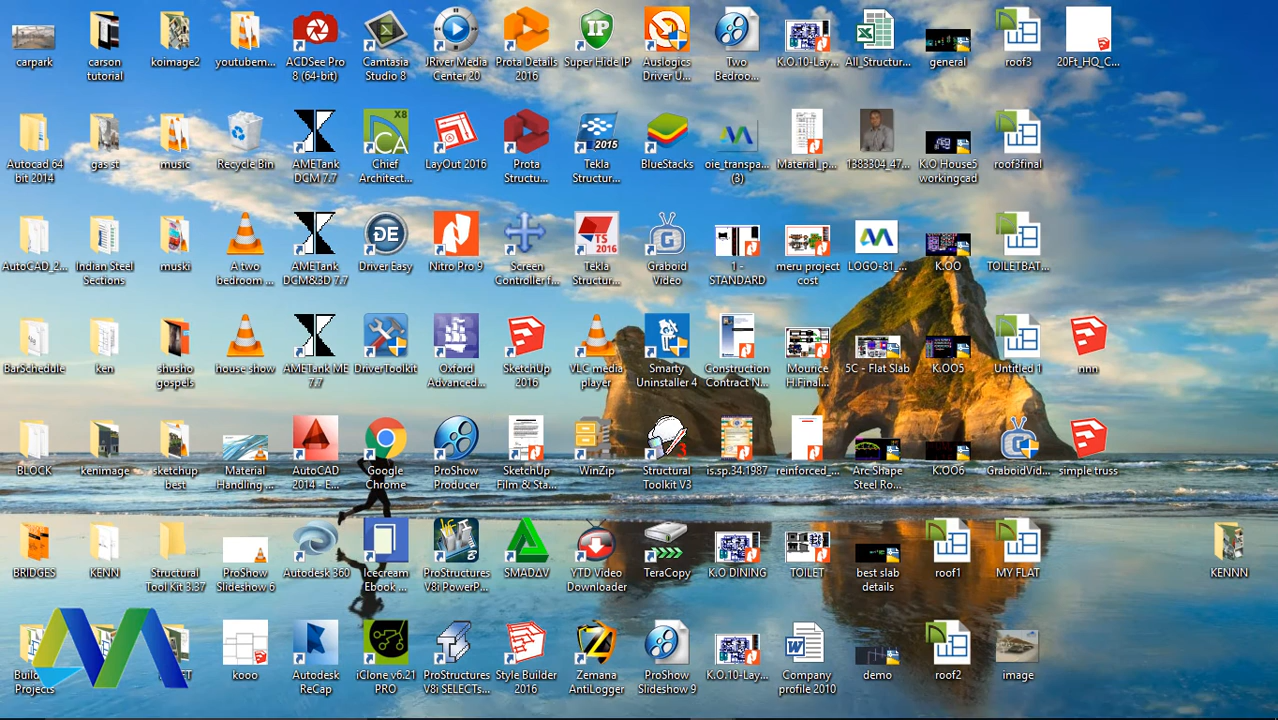 carpark
carson
tutorial
koimage2
youtubem...
ACDSee Pro
8 (64-bit)
Camtasia
Studio 8
JRiver Media
Center 20
Prota Details
2016
IP
Super Hide IP
Auslogics
Driver U...
Two
Bedroo...
K.O.10-Lay...
All_Structur...
general
roof3
20Ft_HQ_C...
Autocad 64
bit 2014
gas st
music
Recycle Bin
AMETank
DCM 7.7
X8
CA
Chief
Architect...
LayOut 2016
Prota
Structu...
2015
Tekla
Structur...
BlueStacks
oie_transpa...
(3)
Material_p...
1383304_47...
K.O House5
workingcad
roof3final
AutoCAD_2...
Indian Steel
Sections
muski
A two
bedroom ...
AMETank
DCM&3D 7.7
DE
Driver Easy
Nitro Pro 9
Screen
Controller f...
TS
2016
Tekla
Structur...
G
Graboid
Video
1 -
STANDARD
meru project
cost
LOGO-81_...
K.OO
TOILETBAT...
BarSchedule
ken
shusho
gospels
house show
AMETank ME
7.7
DriverToolkit
Oxford
Advanced...
SketchUp
2016
VLC media
player
Smarty
Uninstaller 4
Construction
Contract N...
Mourice
H.Final...
5C - Flat Slab
K.OO5
Untitled 1
nnn
BLOCK
kenimage
sketchup
best
Material
Handling ...
AutoCAD
2014 - E...
Google
Chrome
ProShow
Producer
SketchUp
Film & Sta...
WinZip
3
Structural
Toolkit V3
is.sp.34.1987
reinforced_...
Arc Shape
Steel Ro...
K.OO6
G
GraboidVid...
simple truss
BRIDGES
KENN
Structural
Tool Kit 3.37
ProShow
Slideshow 6
Autodesk 360
Icecream
Ebook ...
ProStructures
V8i PowerP...
SMADAV
YTD Video
Downloader
TeraCopy
K.O DINING
TOILET
best slab
details
roof1
MY FLAT
KENNN
Projects
koo6
Autodesk
ReCap
iClone v6.21
PRO
ProStructures
V8i SELECTs...
Style Builder
2016
Zemana
AntiLogger
ProShow
Slideshow 9
K.O.10-Lay...
W
Company
profile 2010
demo
roof2
image